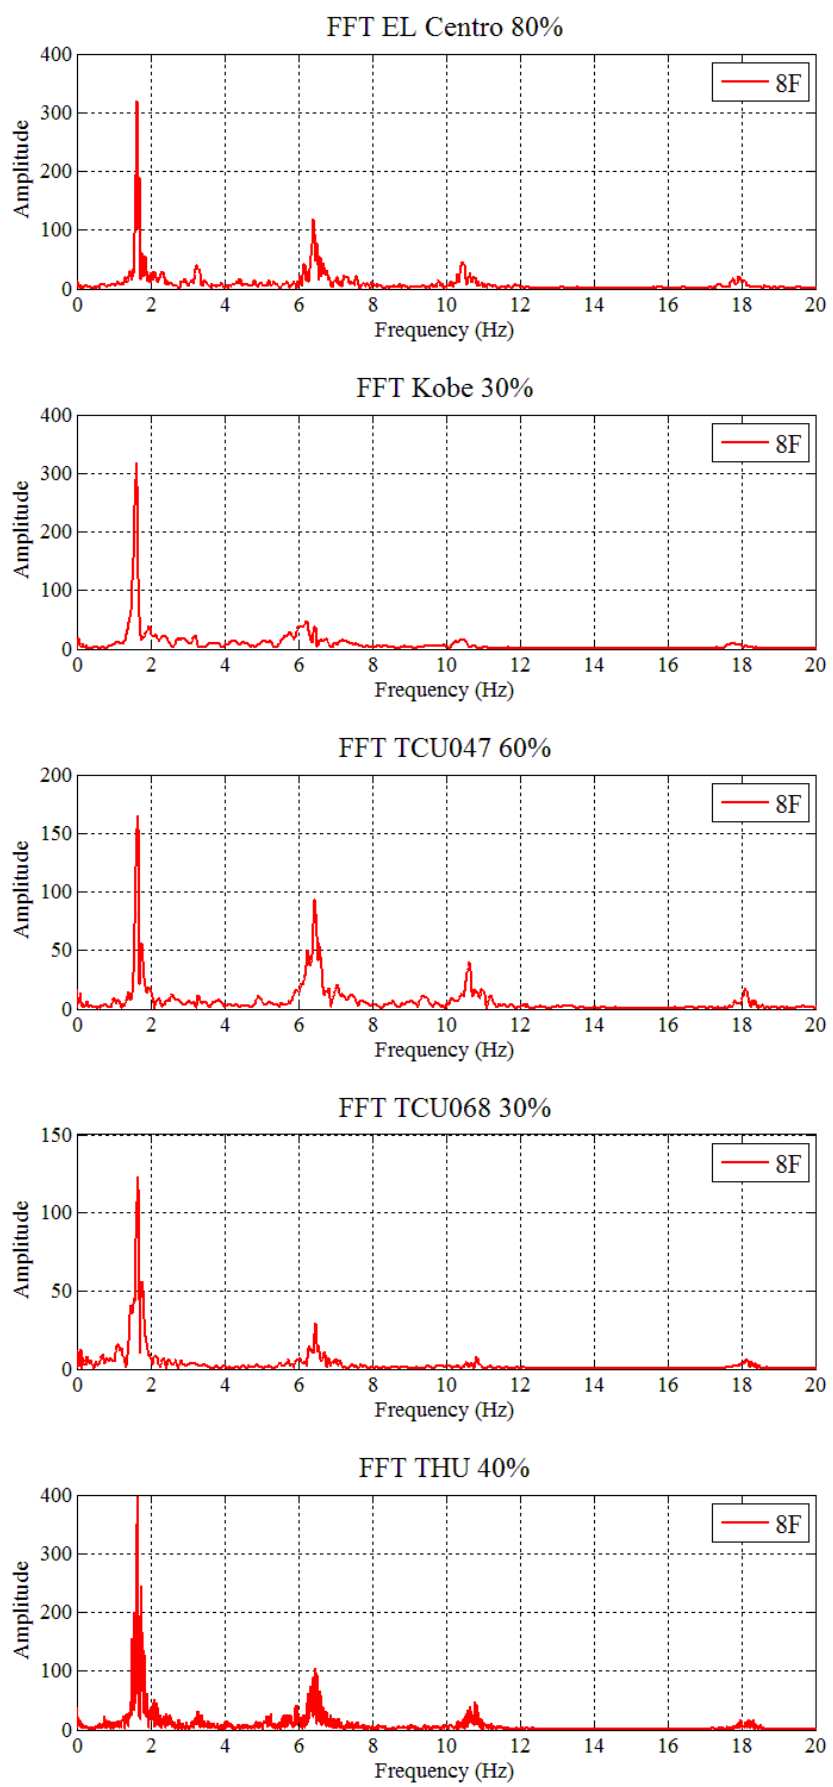 FFT EL Centro 80%
400
8F
300
200
100
0
Amplitude
0 2 4 6 8 10 12 14 16 18 20
Frequency (Hz)
FFT Kobe 30%
400
8F
300
200
100
0
Amplitude
0 2 4 6 8 10 12 14 16 18 20
Frequency (Hz)
FFT TCU047 60%
200
8F
150
100
50
0
Amplitude
0 2 4 6 8 10 12 14 16 18 20
Frequency (Hz)
FFT TCU068 30%
150
8F
100
50
0
Amplitude
0 2 4 6 8 10 12 14 16 18 20
Frequency (Hz)
FFT THU 40%
400
8F
300
200
100
0
Amplitude
0 2 4 6 8 10 12 14 16 18 20
Frequency (Hz)